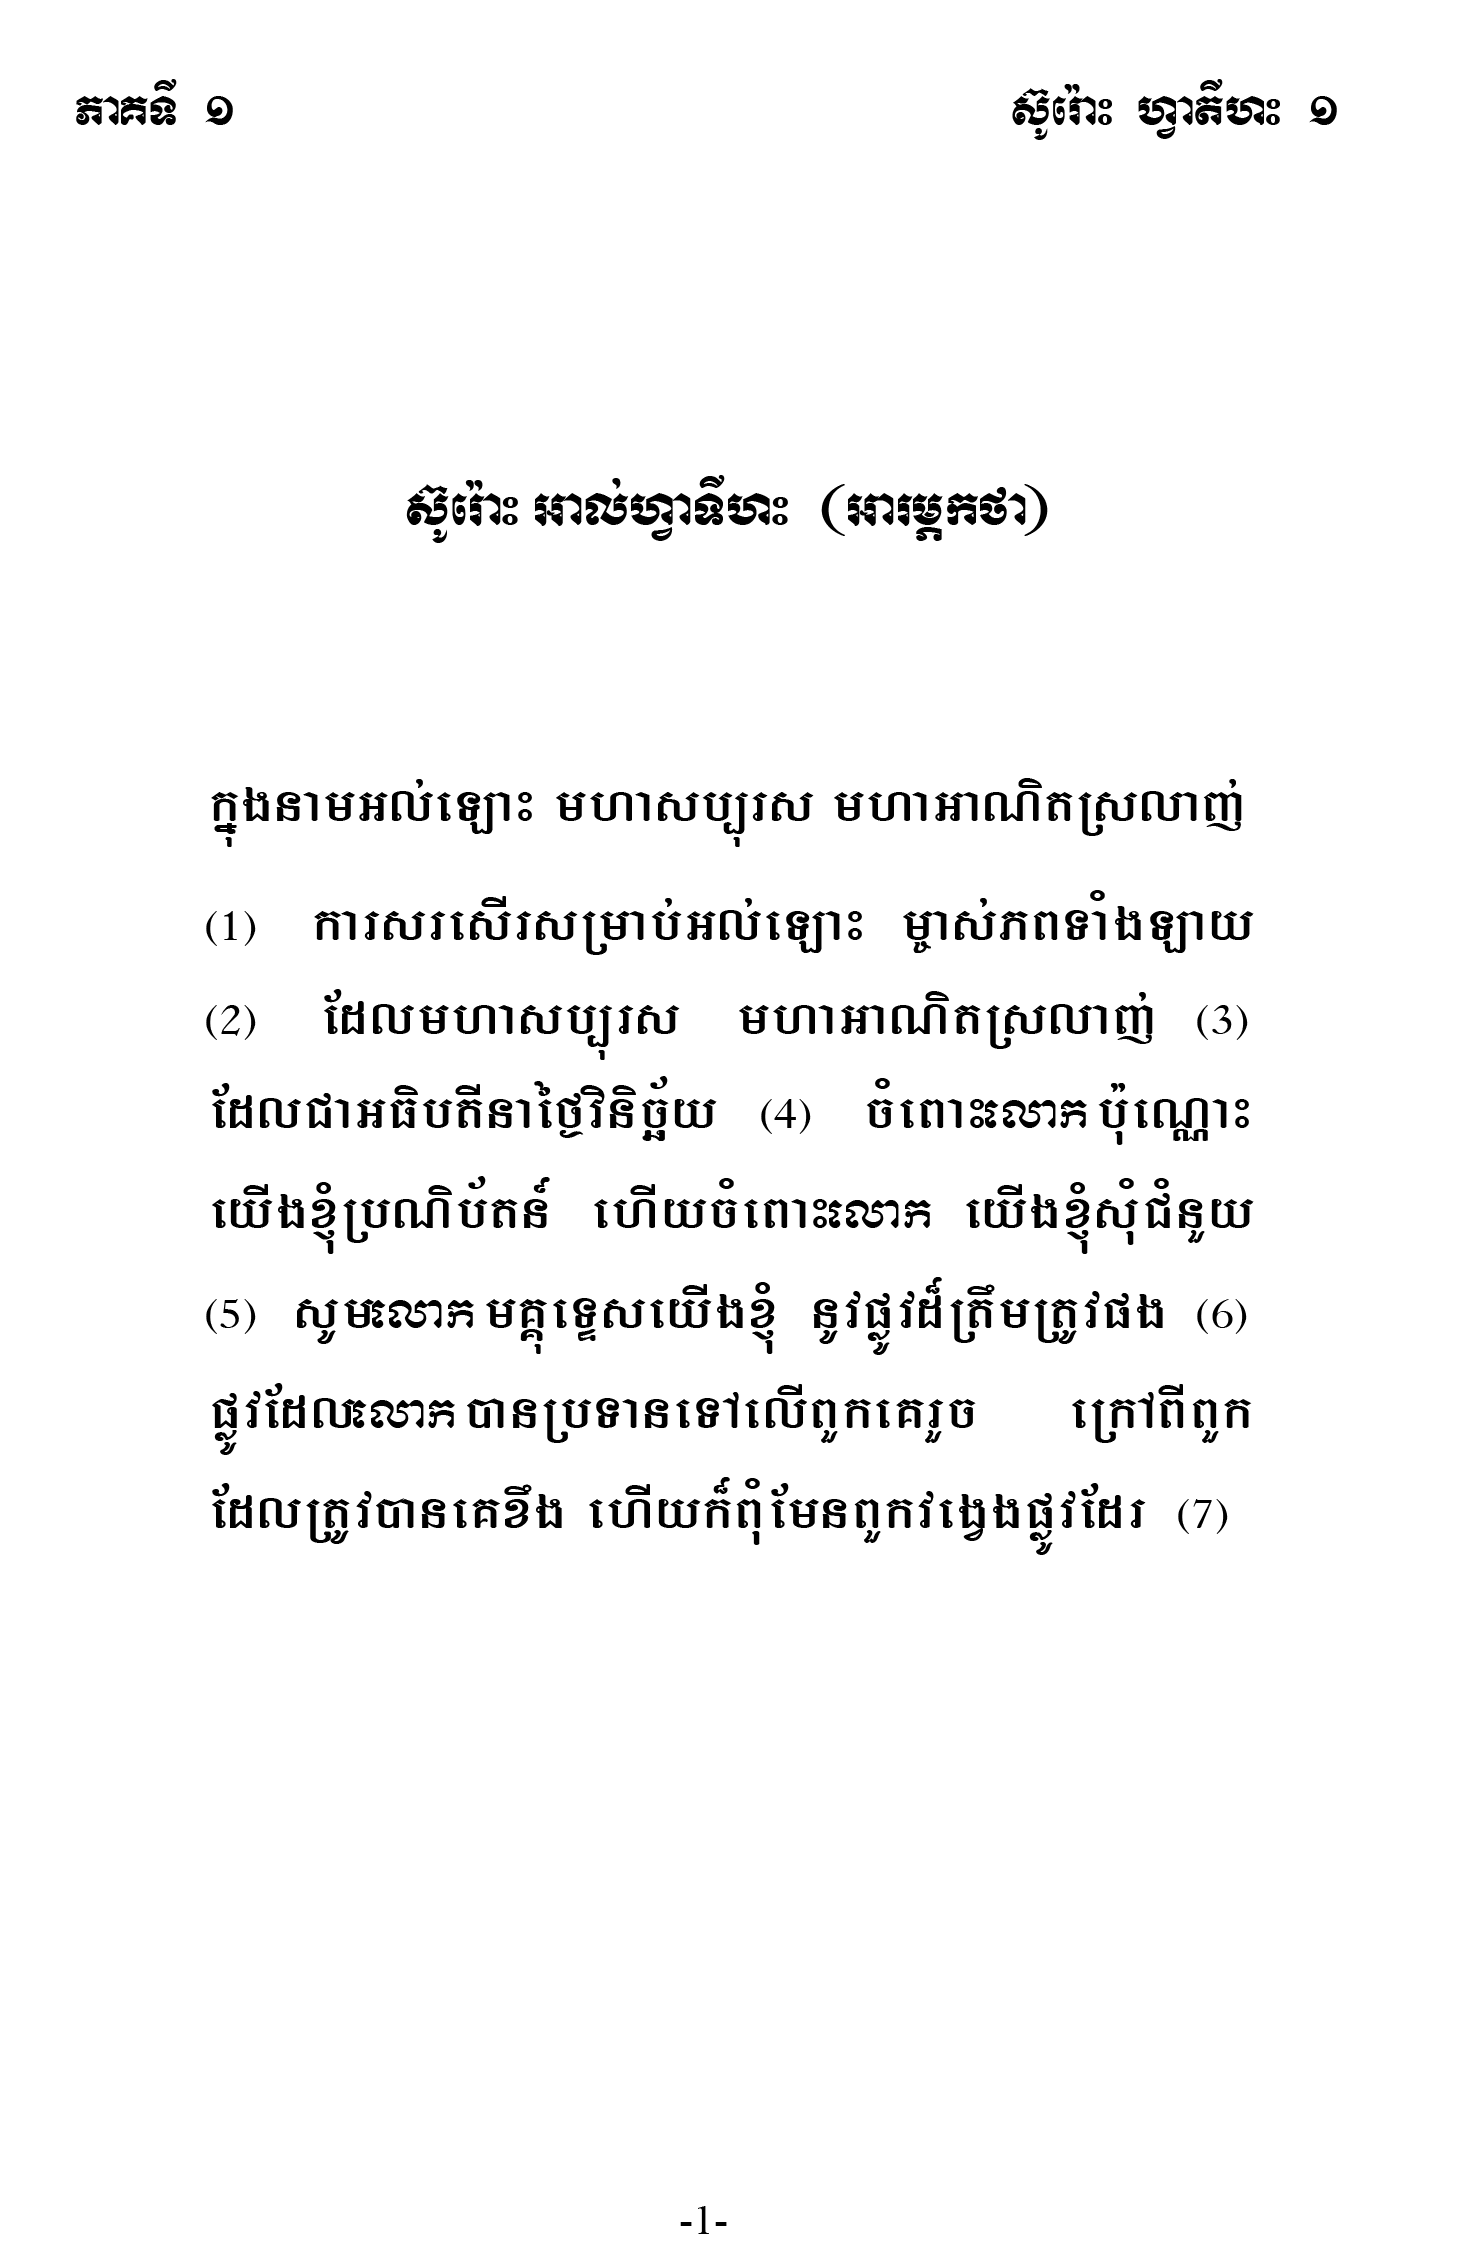 ភាគទី ១ ស៊ូរ៉ោះ ហ្វាតីហះ ១
ស៊ូរ៉ោះ អាល់ហ្វាទីហះ (អារម្ភកថា)
ក្នុងនាមអល់ឡោះ មហាសប្បុរស មហាអាណិតស្រលាញ់
(1) ការសរសើរសម្រាប់អល់ឡោះ ម្ចាស់ភពទាំងឡាយ
(2) ដែលមហាសប្បុរស មហាអាណិតស្រលាញ់ (3)
ដែលជាអធិបតីនាថ្ងៃវិនិច្ឆ័យ (4) ចំពោះលោកប៉ុណ្ណោះ
យើងខ្ញុំប្រណិប័តន៍ ហើយចំពោះលោក យើងខ្ញុំសុំជំនួយ
(5) សូមលោកមគ្គុទ្ទេសយើងខ្ញុំ នូវផ្លូវដ៏ត្រឹមត្រូវផង (6)
ផ្លូវដែលលោកបានប្រទានទៅលើពួកគេរួច ក្រៅពីពួក
ដែលត្រូវបានគេខឹង ហើយក៏ពុំមែនពួកវង្វេងផ្លូវដែរ (7)
-1-